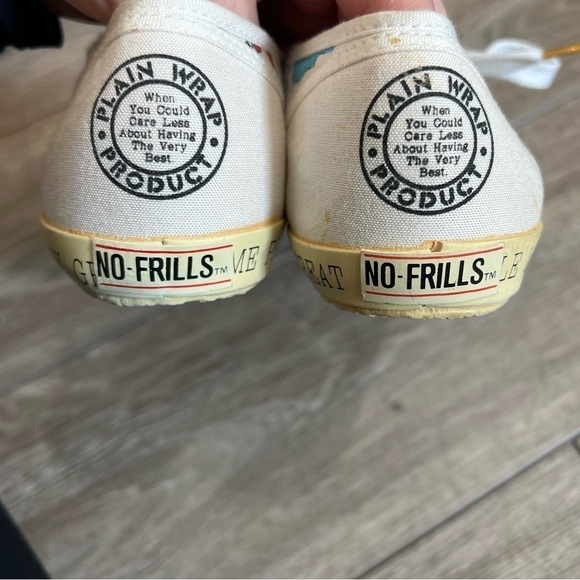 PLAIN WRAP
When
You Could
Care Less
About Having
The Very
Best.
PRODUCT
NO-FRILLS™
ME
PLAIN WRAP
When
You Could
Care Less
About Having
The Very
Best.
PRODUCT
NO-FRILLS™